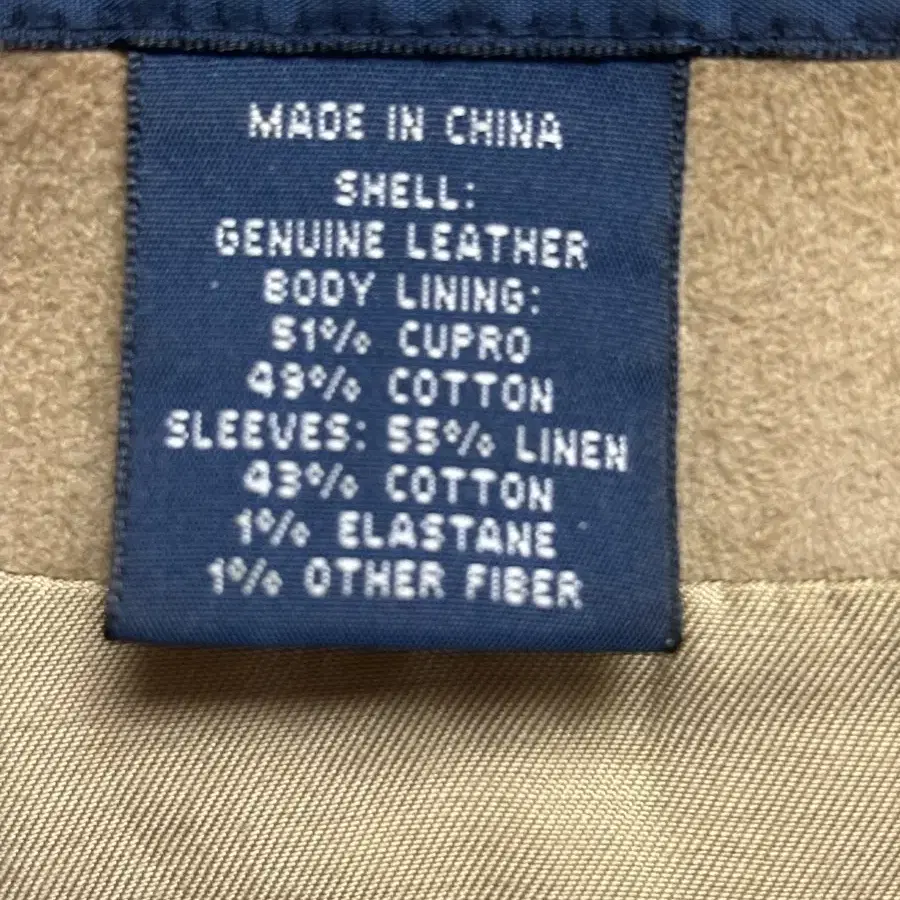 MADE IN CHINA
SHELL:
GENUINE LEATHER
BODY LINING:
51% CUPRO
49% COTTON
SLEEVES: 55% LINEN
43% COTTON
1% ELASTANE
1% OTHER FIBER